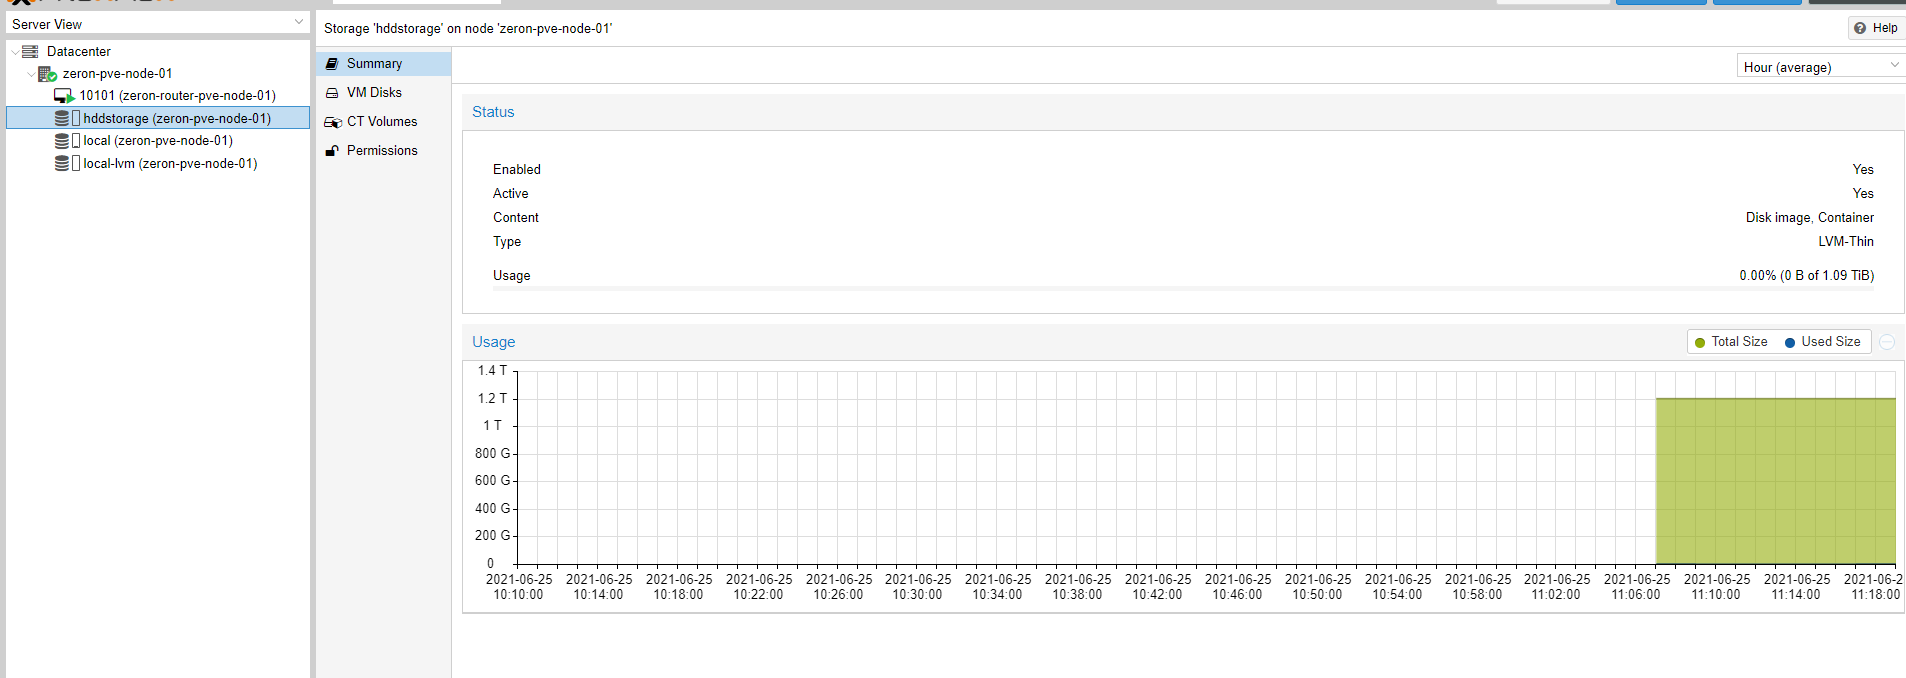 Server View
Datacenter
zeron-pve-node-01
10101 (zeron-router-pve-node-01)
hddstorage (zeron-pve-node-01)
local (zeron-pve-node-01)
local-lvm (zeron-pve-node-01)
Storage 'hddstorage' on node 'zeron-pve-node-01'
Help
Summary
VM Disks
CT Volumes
Permissions
Hour (average)
Status
Enabled Yes
Active Yes
Content Disk image, Container
Type LVM-Thin
Usage 0.00% (0 B of 1.09 TiB)
Usage
Total Size Used Size
1.4 T
1.2 T
1 T
800 G
600 G
400 G
200 G
0
2021-06-25 2021-06-25 2021-06-25 2021-06-25 2021-06-25 2021-06-25 2021-06-25 2021-06-25 2021-06-25 2021-06-25 2021-06-25 2021-06-25 2021-06-25 2021-06-25 2021-06-25 2021-06-25 2021-06-25 2021-06-2
10:10:00 10:14:00 10:18:00 10:22:00 10:26:00 10:30:00 10:34:00 10:38:00 10:42:00 10:46:00 10:50:00 10:54:00 10:58:00 11:02:00 11:06:00 11:10:00 11:14:00 11:18:00